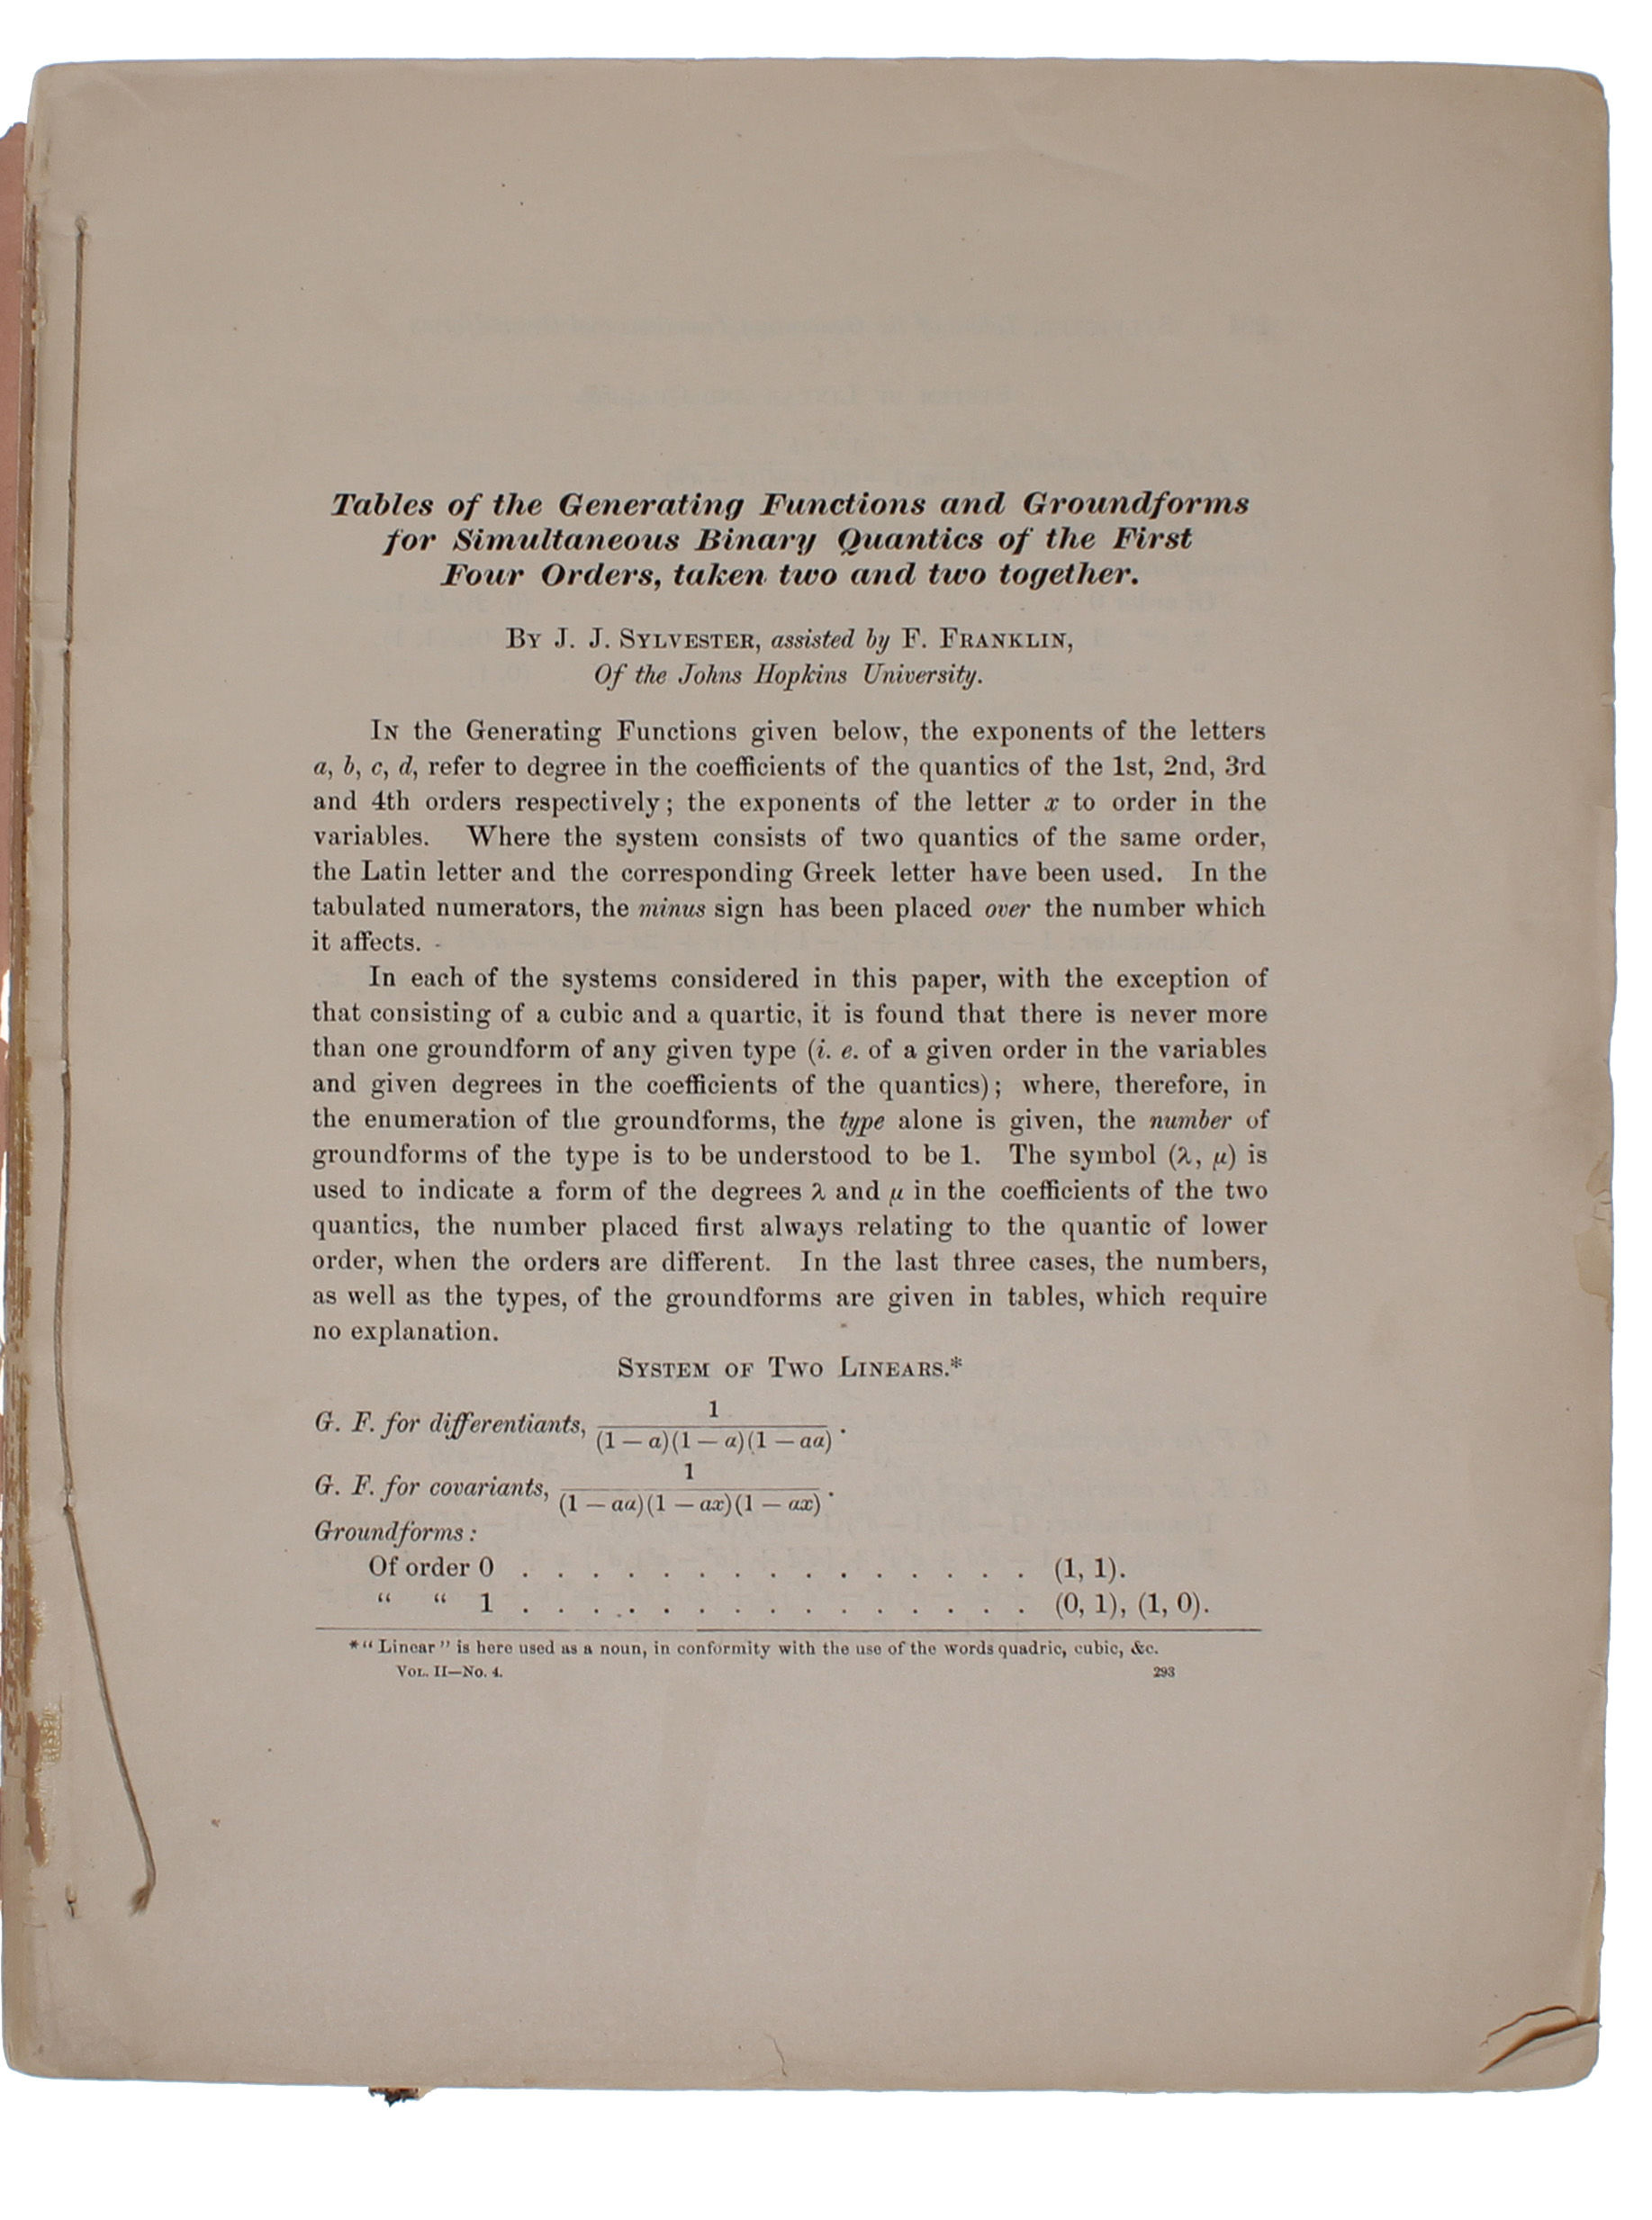 Tables of the Generating Functions and Groundforms
for Simultaneous Binary Quantics of the First
Four Orders, taken two and two together.
By J. J. Sylvester, assisted by F. Franklin,
Of the Johns Hopkins University.
In the Generating Functions given below, the exponents of the letters
a, b, c, d, refer to degree in the coefficients of the quantics of the 1st, 2nd, 3rd
and 4th orders respectively; the exponents of the letter x to order in the
variables. Where the system consists of two quantics of the same order,
the Latin letter and the corresponding Greek letter have been used. In the
tabulated numerators, the minus sign has been placed over the number which
it affects.
In each of the systems considered in this paper, with the exception of
that consisting of a cubic and a quartic, it is found that there is never more
than one groundform of any given type (i. e. of a given order in the variables
and given degrees in the coefficients of the quantics); where, therefore, in
the enumeration of the groundforms, the type alone is given, the number of
groundforms of the type is to be understood to be 1. The symbol (λ, μ) is
used to indicate a form of the degrees λ and μ in the coefficients of the two
quantics, the number placed first always relating to the quantic of lower
order, when the orders are different. In the last three cases, the numbers,
as well as the types, of the groundforms are given in tables, which require
no explanation.
System of Two Linears.*
G. F. for differentiants, 1 / (1 — a)(1 — α)(1 — aα) .
G. F. for covariants, 1 / (1 — aα)(1 — ax)(1 — αx) .
Groundforms:
Of order 0 . . . . . . . . . . . . . . . (1, 1).
“ “ 1 . . . . . . . . . . . . . . . (0, 1), (1, 0).
*“Linear” is here used as a noun, in conformity with the use of the words quadric, cubic, &c.
Vol. II—No. 4. 293